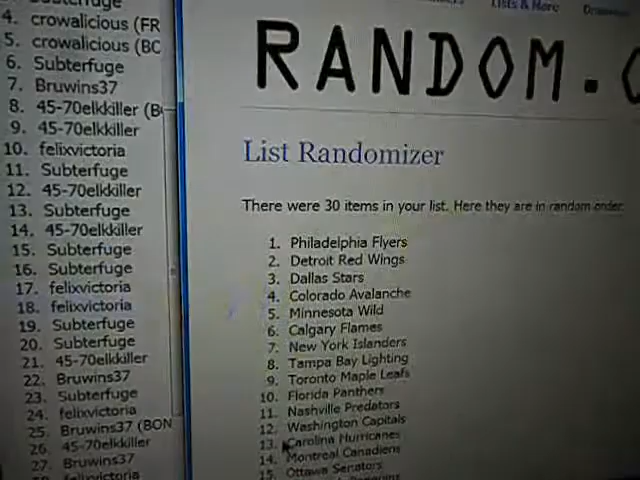 Subterfuge
4. crowalicious (FR
5. crowalicious (BO
6. Subterfuge
7. Bruwins37
8. 45-70elkkiller (B
9. 45-70elkkiller
10. felixvictoria
11. Subterfuge
12. 45-70elkkiller
13. Subterfuge
14. 45-70elkkiller
15. Subterfuge
16. Subterfuge
17. felixvictoria
18. felixvictoria
19. Subterfuge
20. Subterfuge
21. 45-70elkkiller
22. Bruwins37
23. Subterfuge
24. felixvictoria
25. Bruwins37 (BON
26. 45-70elkkiller
27. Bruwins37
felixvictoria
Lists & More
RANDOM.O
List Randomizer
There were 30 items in your list. Here they are in random order:
1. Philadelphia Flyers
2. Detroit Red Wings
3. Dallas Stars
4. Colorado Avalanche
5. Minnesota Wild
6. Calgary Flames
7. New York Islanders
8. Tampa Bay Lighting
9. Toronto Maple Leafs
10. Florida Panthers
11. Nashville Predators
12. Washington Capitals
13. Carolina Hurricanes
14. Montreal Canadiens
15. Ottawa Senators